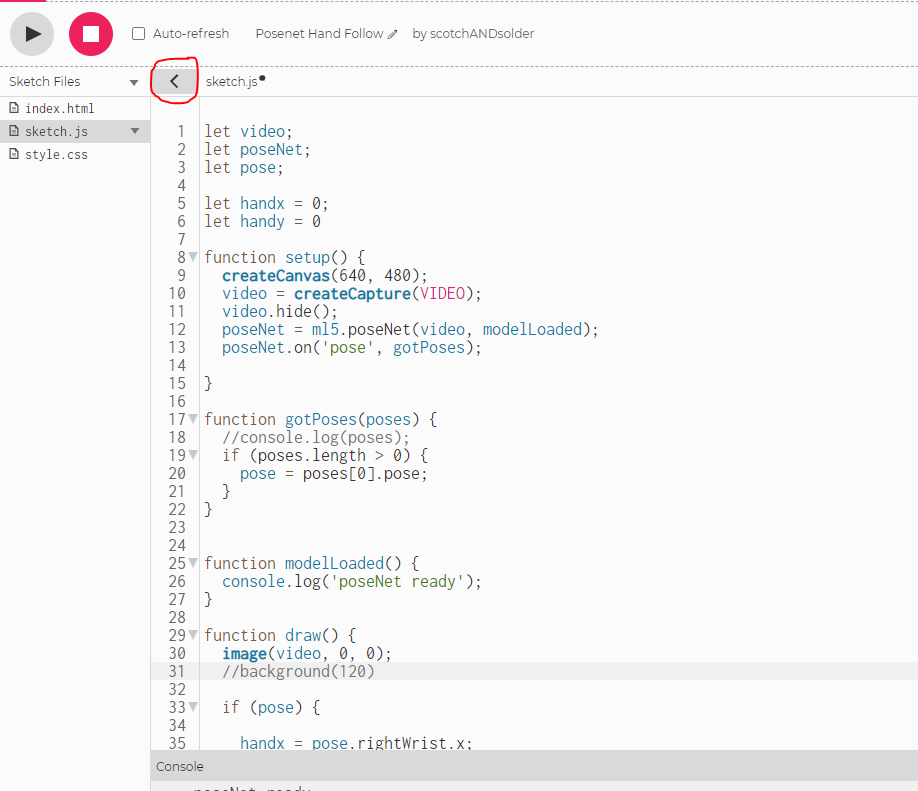 Auto-refresh Posenet Hand Follow by scotchANDsolder
Sketch Files sketch.js
index.html
sketch.js
style.css
1 let video;
2 let poseNet;
3 let pose;
4
5 let handx = 0;
6 let handy = 0
7
8 function setup() {
9 createCanvas(640, 480);
10 video = createCapture(VIDEO);
11 video.hide();
12 poseNet = ml5.poseNet(video, modelLoaded);
13 poseNet.on('pose', gotPoses);
14
15 }
16
17 function gotPoses(poses) {
18 //console.log(poses);
19 if (poses.length > 0) {
20 pose = poses[0].pose;
21 }
22 }
23
24
25 function modelLoaded() {
26 console.log('poseNet ready');
27 }
28
29 function draw() {
30 image(video, 0, 0);
31 //background(120)
32
33 if (pose) {
34
35 handx = pose.rightWrist.x;
Console
poseNet ready